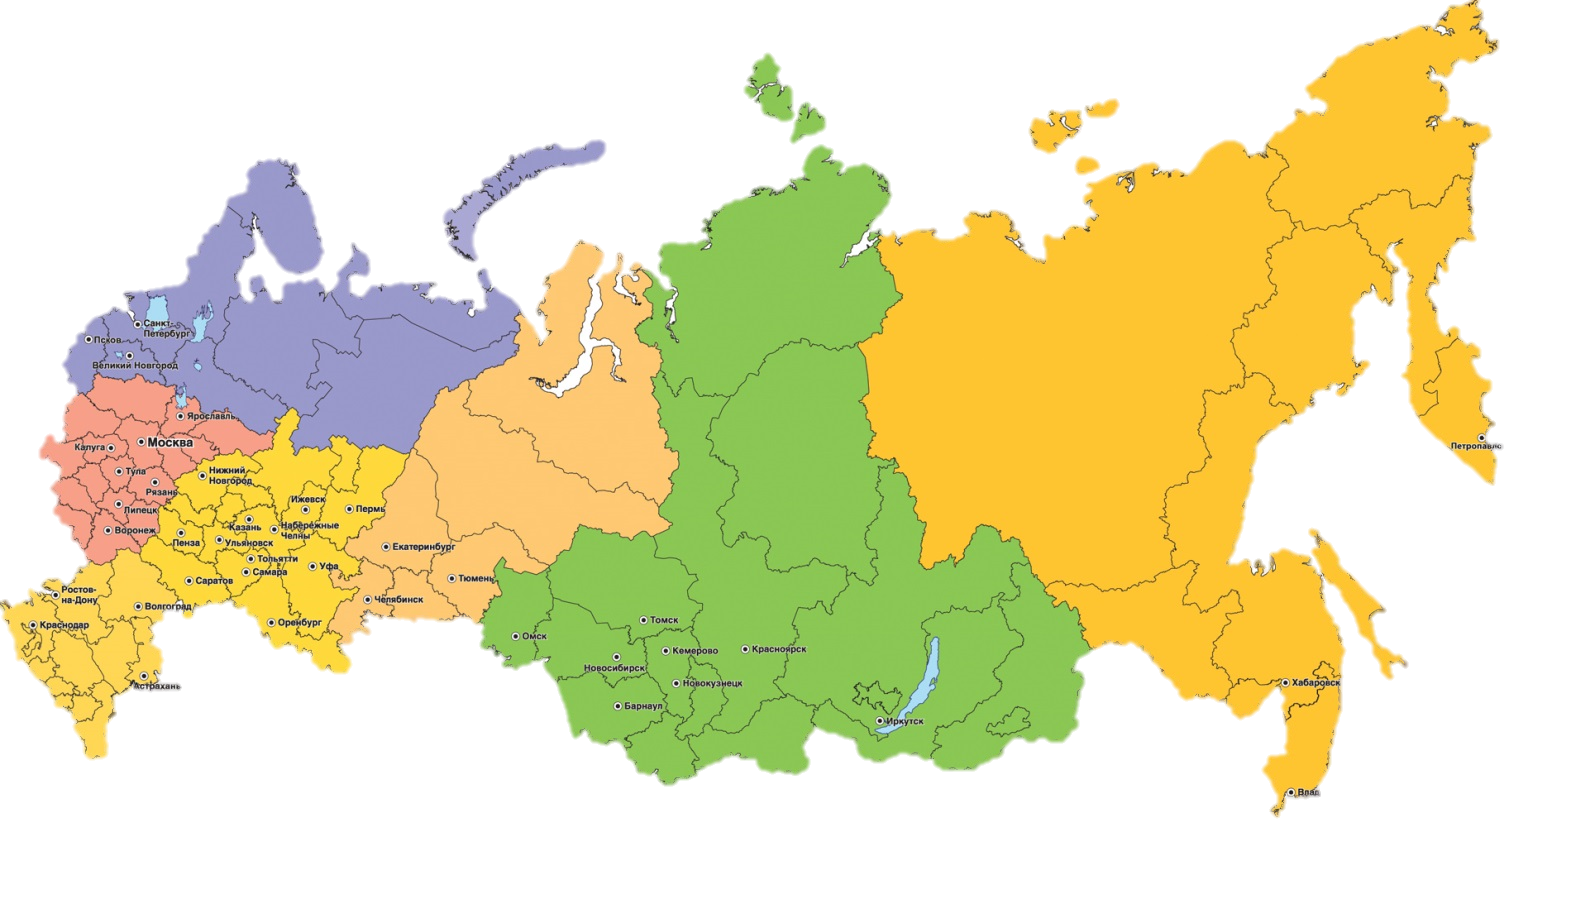 Санкт-
Петербург
Псков
Великий Новгород
Ярославль
Москва
Калуга
Тула
Рязань
Липецк
Воронеж
Нижний
Новгород
Ижевск
Пермь
Казань
Набережные
Челны
Пенза
Ульяновск
Тольятти
Самара
Уфа
Саратов
Оренбург
Екатеринбург
Тюмень
Челябинск
Ростов-
на-Дону
Волгоград
Краснодар
Астрахань
Омск
Томск
Кемерово
Красноярск
Новосибирск
Новокузнецк
Барнаул
Иркутск
Хабаровск
Петропавл
Влад